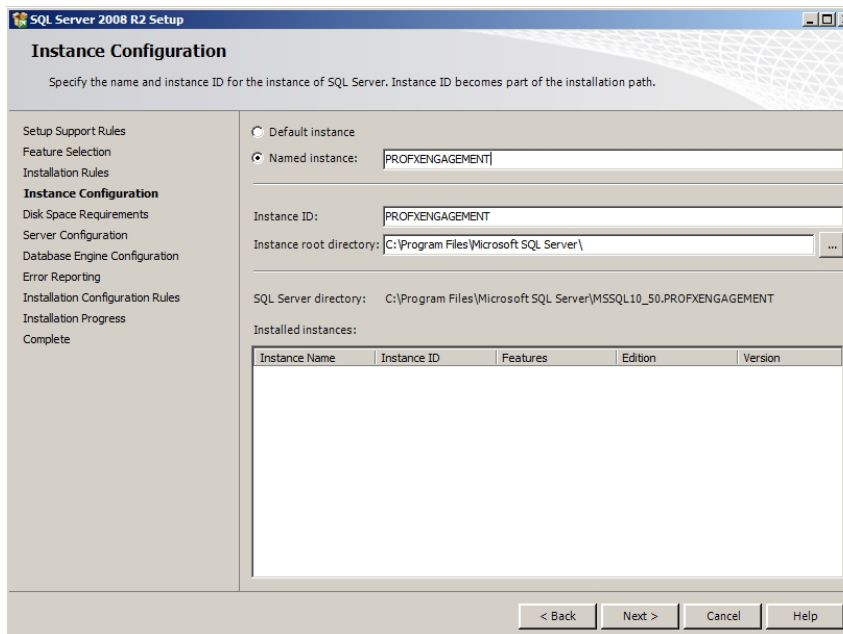 SQL Server 2008 R2 Setup
Instance Configuration
Specify the name and instance ID for the instance of SQL Server. Instance ID becomes part of the installation path.
Setup Support Rules
Feature Selection
Installation Rules
Instance Configuration
Disk Space Requirements
Server Configuration
Database Engine Configuration
Error Reporting
Installation Configuration Rules
Installation Progress
Complete
Default instance
Named instance: PROFXENGAGEMENT
Instance ID: PROFXENGAGEMENT
Instance root directory: C:\Program Files\Microsoft SQL Server\ ...
SQL Server directory: C:\Program Files\Microsoft SQL Server\MSSQL10_50.PROFXENGAGEMENT
Installed instances:
Instance Name Instance ID Features Edition Version
< Back Next > Cancel Help